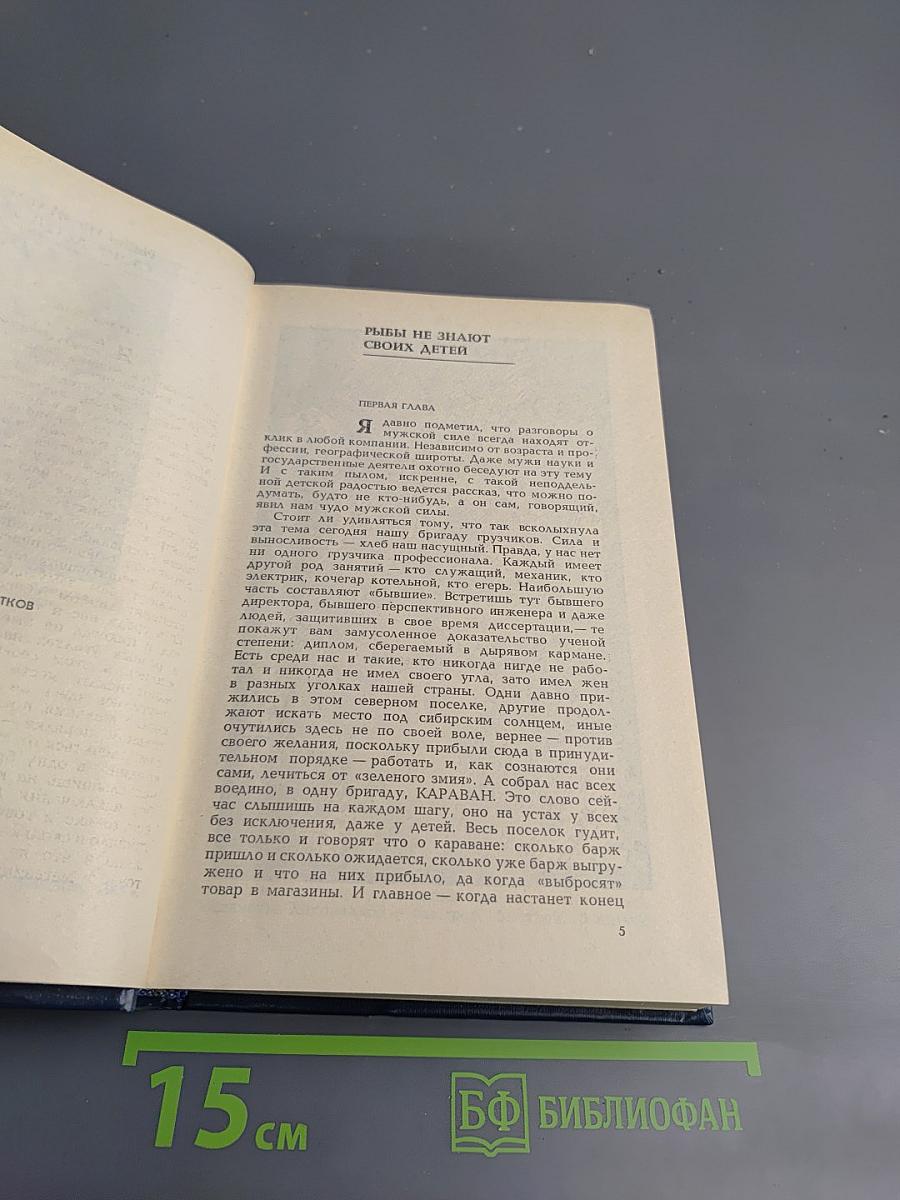 ТКОВ
РЫБЫ НЕ ЗНАЮТ
СВОИХ ДЕТЕЙ
ПЕРВАЯ ГЛАВА
Я давно подметил, что разговоры о
мужской силе всегда находят от-
клик в любой компании. Независимо от возраста и про-
фессии, географической широты. Даже мужи науки и
государственные деятели охотно беседуют на эту тему
И с таким пылом, искренне, с такой неподдель-
ной детской радостью ведется рассказ, что можно по-
думать, будто не кто-нибудь, а он сам, говорящий,
явил нам чудо мужской силы.
Стоит ли удивляться тому, что так всколыхнула
эта тема сегодня нашу бригаду грузчиков. Сила и
выносливость — хлеб наш насущный. Правда, у нас нет
ни одного грузчика профессионала. Каждый имеет
другой род занятий — кто служащий, механик, кто
электрик, кочегар котельной, кто егерь. Наибольшую
часть составляют «бывшие». Встретишь тут бывшего
директора, бывшего перспективного инженера и даже
людей, защитивших в свое время диссертации,— те
покажут вам замусоленное доказательство ученой
степени: диплом, сберегаемый в дырявом кармане.
Есть среди нас и такие, кто никогда нигде не рабо-
тал и никогда не имел своего угла, зато имел жен
в разных уголках нашей страны. Одни давно при-
жились в этом северном поселке, другие продол-
жают искать место под сибирским солнцем, иные
очутились здесь не по своей воле, вернее — против
своего желания, поскольку прибыли сюда в принуди-
тельном порядке — работать и, как сознаются они
сами, лечиться от «зеленого змия». А собрал нас всех
воедино, в одну бригаду, КАРАВАН. Это слово сей-
час слышишь на каждом шагу, оно на устах у всех
без исключения, даже у детей. Весь поселок гудит,
все только и говорят что о караване: сколько барж
пришло и сколько ожидается, сколько уже барж выгру-
жено и что на них прибыло, да когда «выбросят»
товар в магазины. И главное — когда настанет конец
5
15 см
БФ БИБЛИОФАН